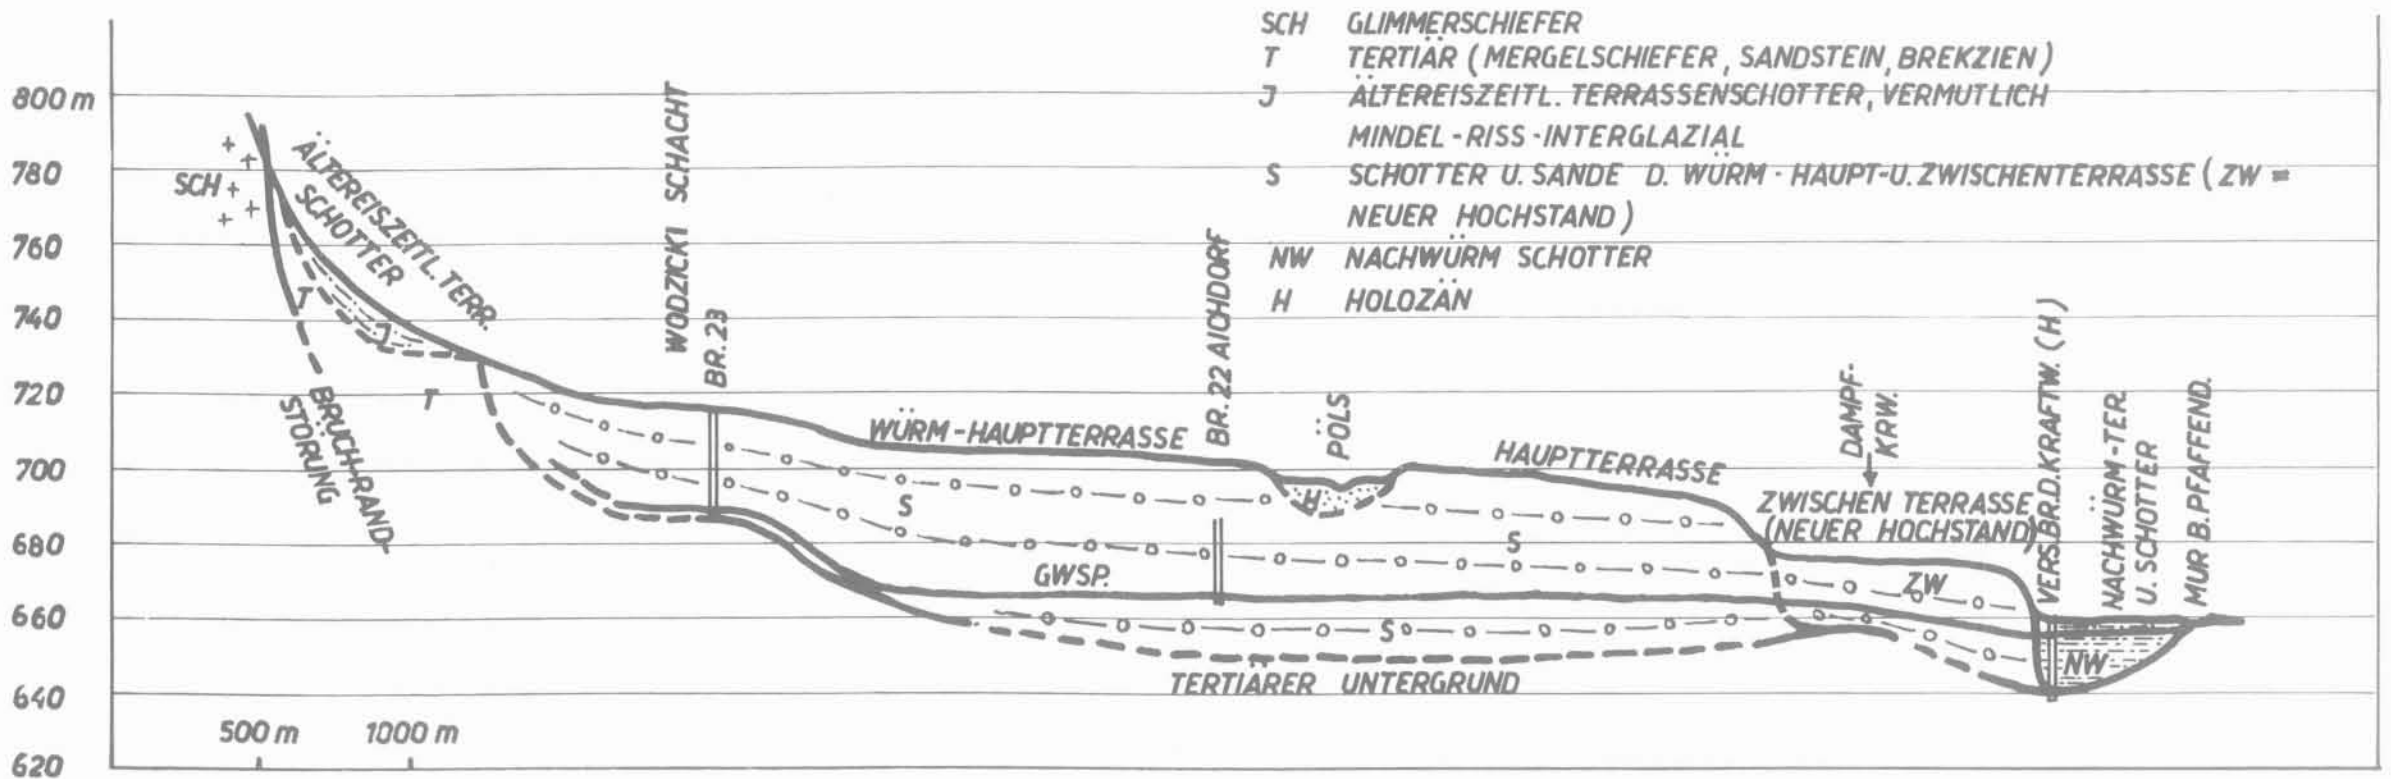 SCH GLIMMERSCHIEFER
T TERTIÄR (MERGELSCHIEFER, SANDSTEIN, BREKZIEN)
J ÄLTEREISZEITL. TERRASSENSCHOTTER, VERMUTLICH
MINDEL-RISS-INTERGLAZIAL
S SCHOTTER U. SANDE D. WÜRM-HAUPT-U. ZWISCHENTERRASSE (ZW =
NEUER HOCHSTAND)
NW NACHWÜRM SCHOTTER
H HOLOZÄN
800 m
780
760
740
720
700
680
660
640
620
500 m
1000 m
SCH
ÄLTEREISZEITL. TERR.
SCHOTTER
T
J
T
BRUCH-RAND-
STÖRUNG
WODZICKI SCHACHT
BR. 23
WÜRM-HAUPTTERRASSE
S
BR. 22 AICHDORF
PÖLS
H
HAUPTTERRASSE
S
GWSP.
S
TERTIÄRER UNTERGRUND
DAMPF-
KRW.
ZWISCHEN TERRASSE
(NEUER HOCHSTAND)
ZW
VERS.BR.D.KRAFTW. (H)
NACHWÜRM-TER.
U. SCHOTTER
MUR B. PFAFFEND.
NW